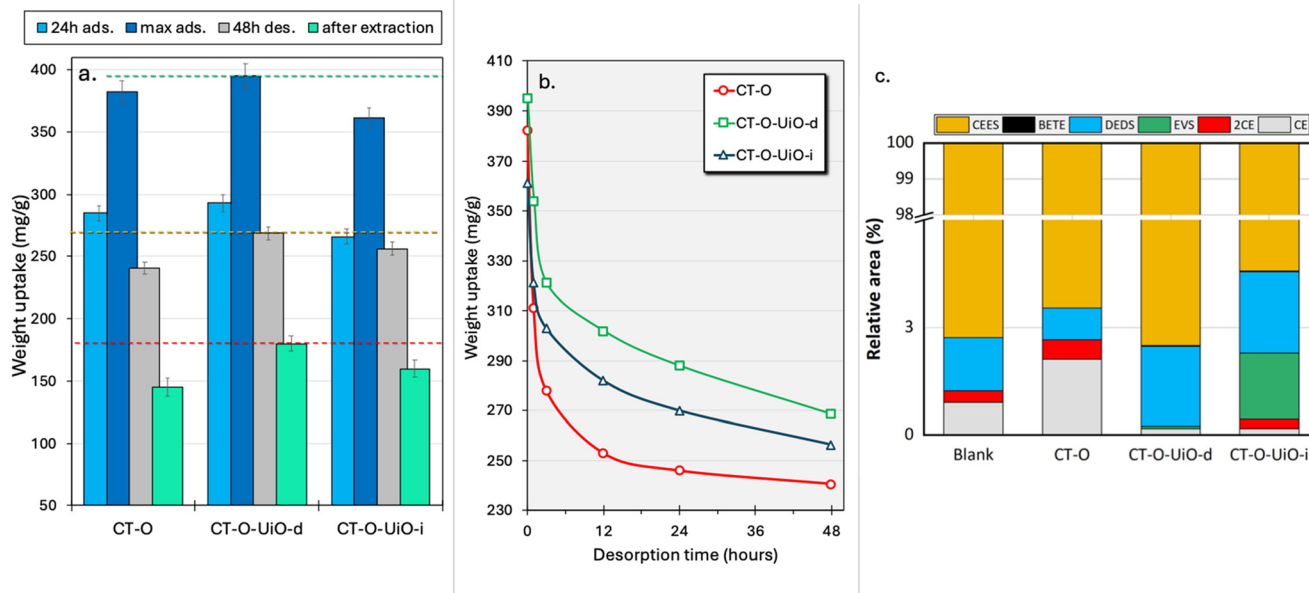 24h ads. max ads. 48h des. after extraction
a.
Weight uptake (mg/g)
400
350
300
250
200
150
100
50
CT-O CT-O-UiO-d CT-O-UiO-i
b.
Weight uptake (mg/g)
410
390
370
350
330
310
290
270
250
230
CT-O
CT-O-UiO-d
CT-O-UiO-i
0 12 24 36 48
Desorption time (hours)
c.
CEES BETE DEDS EVS 2CE CE
Relative area (%)
100
99
98
3
0
Blank CT-O CT-O-UiO-d CT-O-UiO-i